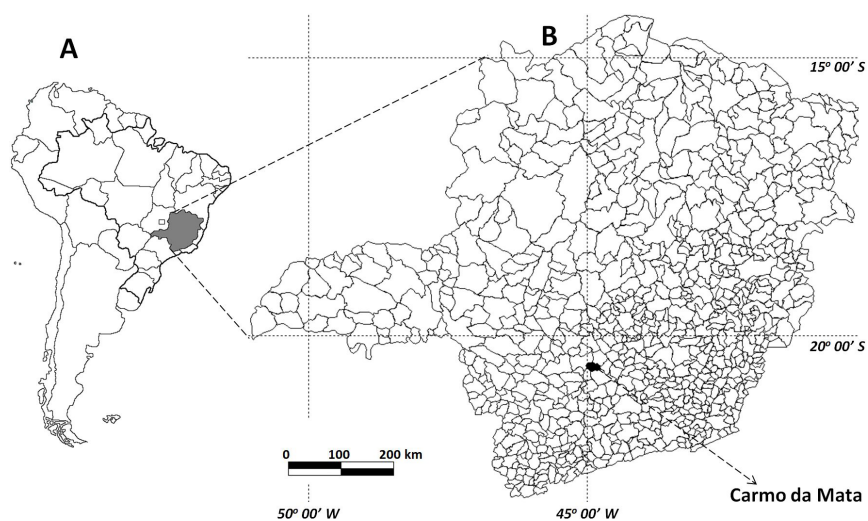 A
B
15º 00' S
20º 00' S
0 100 200 km
Carmo da Mata
50º 00' W
45º 00' W